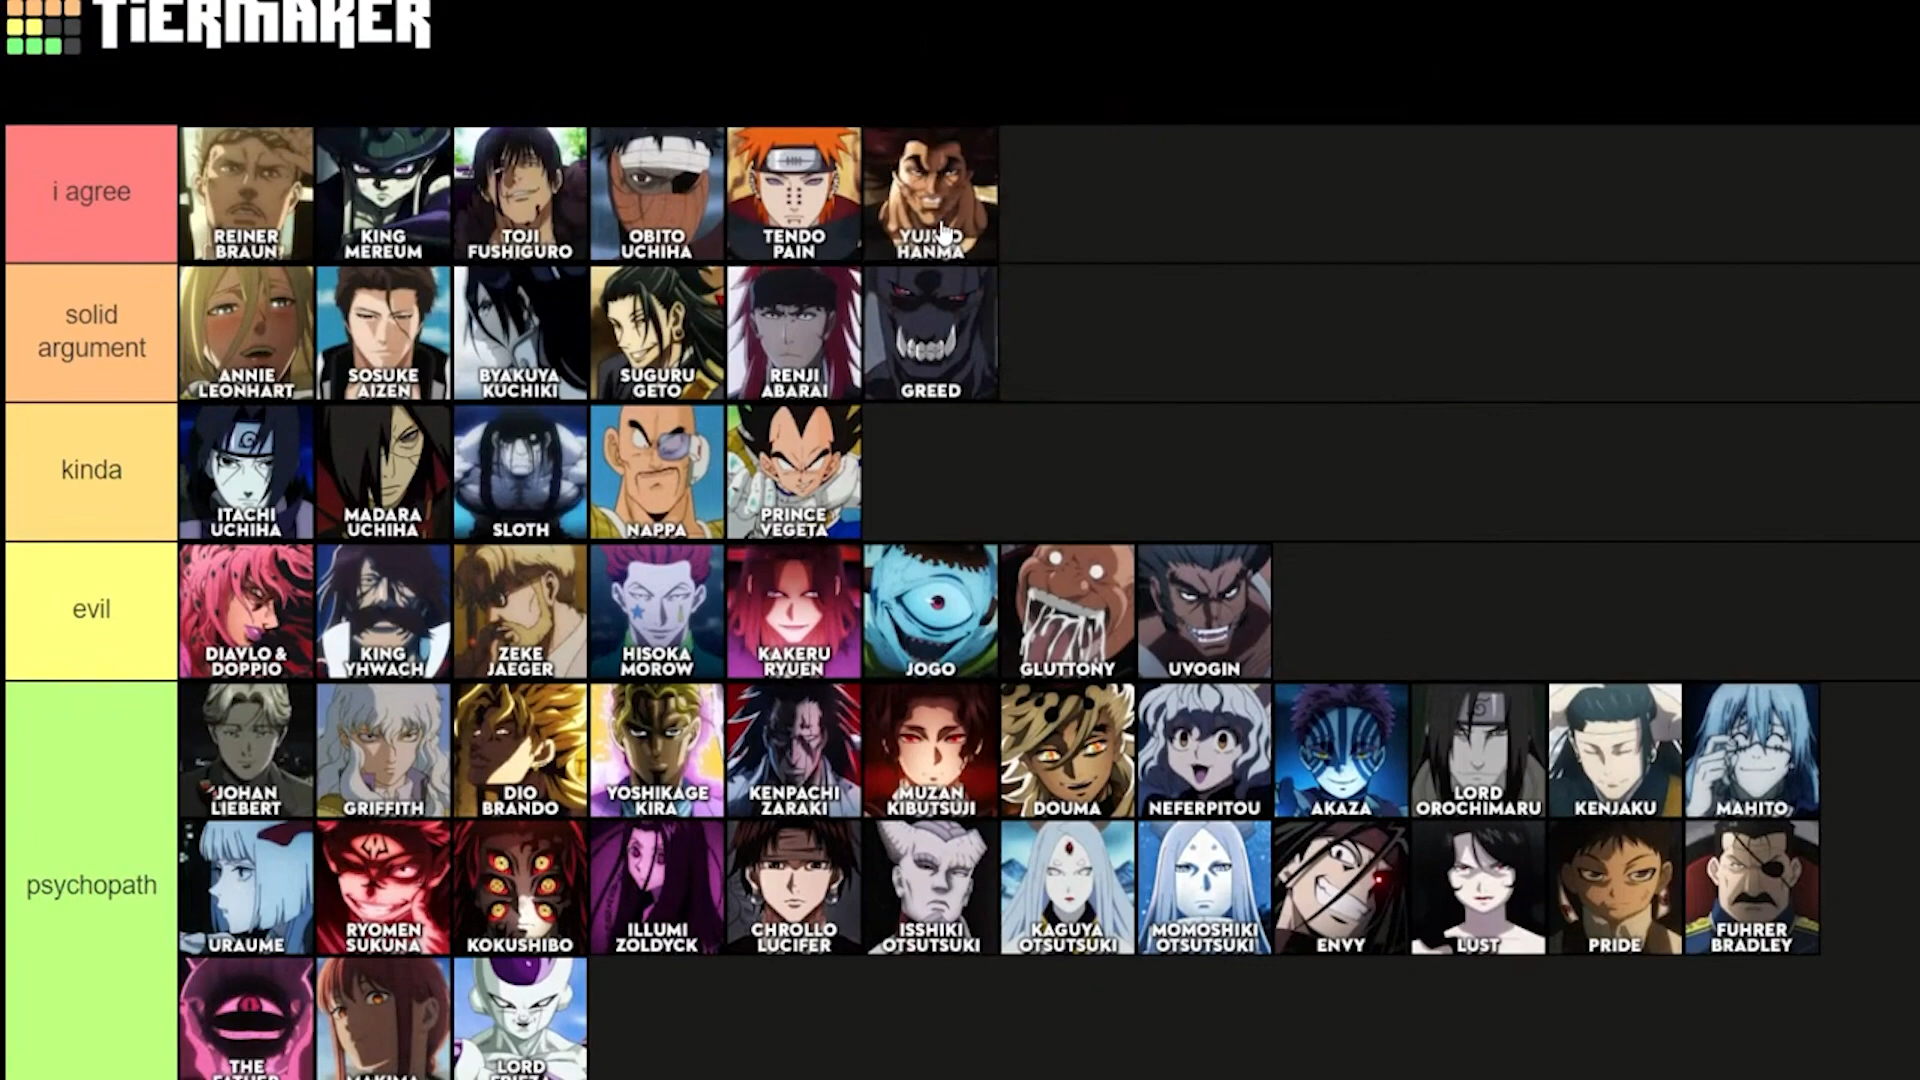 TiERMAKER
i agree
REINER
BRAUN
KING
MEREUM
TOJI
FUSHIGURO
OBITO
UCHIHA
TENDO
PAIN
HANMA
solid
argument
ANNIE
LEONHART
SOSUKE
AIZEN
BYAKUYA
KUCHIKI
SUGURU
GETO
RENJI
ABARAI
GREED
kinda
ITACHI
UCHIHA
MADARA
UCHIHA
SLOTH
NAPPA
PRINCE
VEGETA
evil
DIAVLO &
DOPPIO
KING
YHWACH
ZEKE
JAEGER
HISOKA
MOROW
KAKERU
RYUEN
JOGO
GLUTTONY
UVOGIN
psychopath
JOHAN
LIEBERT
GRIFFITH
DIO
BRANDO
YOSHIKAGE
KIRA
KENPACHI
ZARAKI
MUZAN
KIBUTSUJI
DOUMA
NEFERPITOU
AKAZA
LORD
OROCHIMARU
KENJAKU
MAHITO
URAUME
RYOMEN
SUKUNA
KOKUSHIBO
ILLUMI
ZOLDYCK
CHROLLO
LUCIFER
ISSHIKI
OTSUTSUKI
KAGUYA
OTSUTSUKI
MOMOSHIKI
OTSUTSUKI
ENVY
LUST
PRIDE
FUHRER
BRADLEY
THE
FATHER
MAKIMA
LORD
FRIEZA